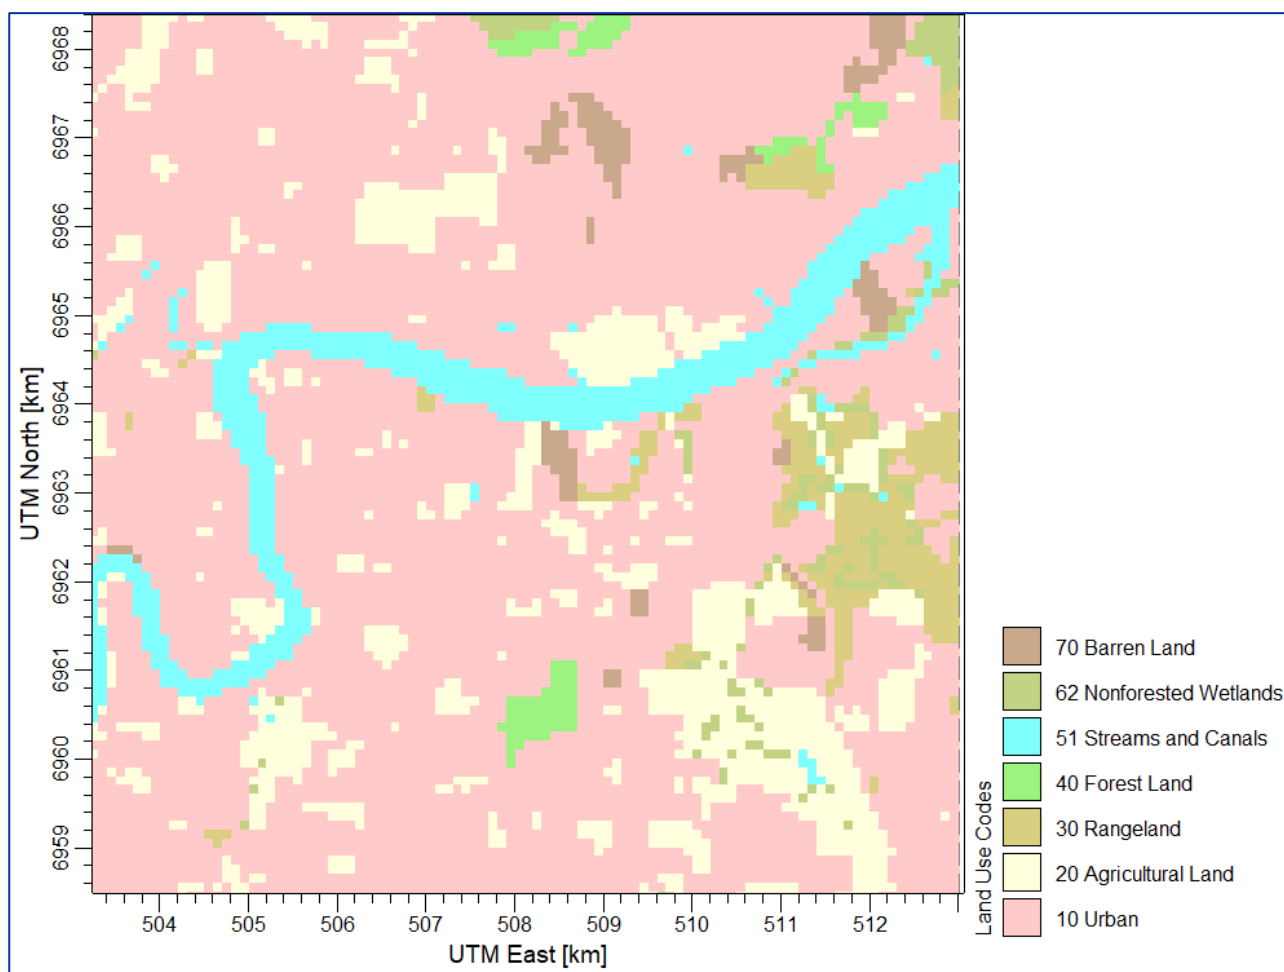 6968
6967
6966
6965
6964
6963
6962
6961
6960
6959
UTM North [km]
504 505 506 507 508 509 510 511 512
UTM East [km]
Land Use Codes
70 Barren Land
62 Nonforested Wetlands
51 Streams and Canals
40 Forest Land
30 Rangeland
20 Agricultural Land
10 Urban